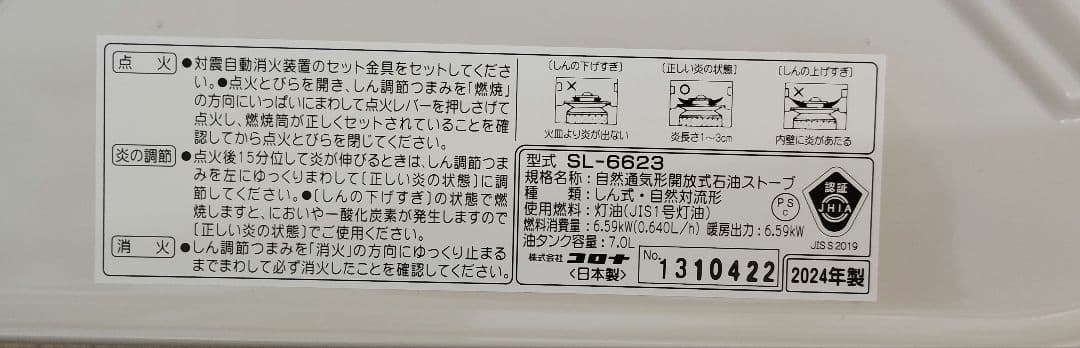 点火 ●対震自動消火装置のセット金具をセットしてくださ
い。●点火とびらを開き、しん調節つまみを「燃焼」
の方向にいっぱいにまわして点火レバーを押しさげて
点火し、燃焼筒が正しくセットされていることを確
認してから点火とびらを閉じてください。
炎の調節 ●点火後15分位して炎が伸びるときは、しん調節つま
みを左にゆっくりまわして〔正しい炎の状態〕に調
節してください。●〔しんの下げすぎ〕の状態で燃
焼しますと、においや一酸化炭素が発生しますので
〔正しい炎の状態〕でご使用ください。
消火 ●しん調節つまみを「消火」の方向にゆっくり止まる
までまわして必ず消火したことを確認してください。
〔しんの下げすぎ〕 〔正しい炎の状態〕 〔しんの上げすぎ〕
火皿より炎が出ない 炎長さ1~3cm 内壁に炎があたる
型式 SL-6623
規格名称:自然通気形開放式石油ストーブ
種類:しん式・自然対流形
使用燃料:灯油(JIS1号灯油)
燃料消費量:6.59kW(0.640L/h) 暖房出力:6.59kW
油タンク容量:7.0L
株式会社 コロナ
<日本製>
No. 1310422
2024年製
PS
C
認証
JHIA
JIS S 2019